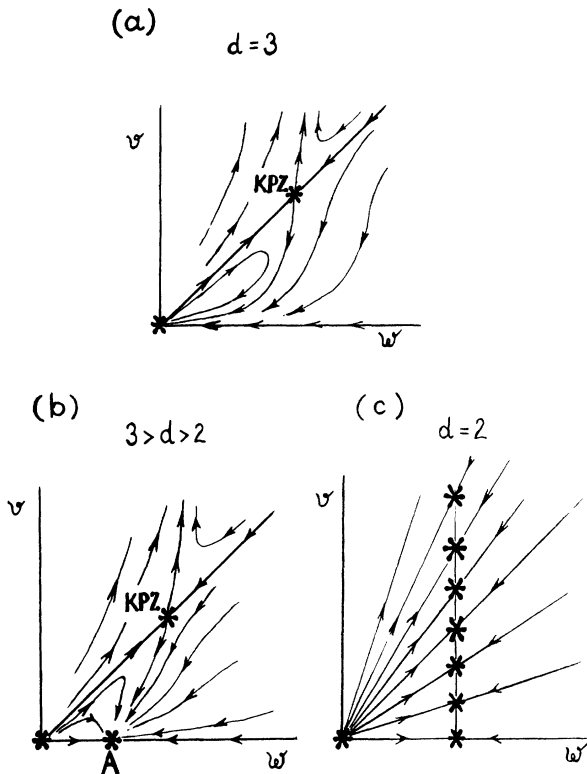 (a)
d = 3
v
KPZ
w
(b)
3 > d > 2
v
KPZ
A
w
(c)
d = 2
v
w